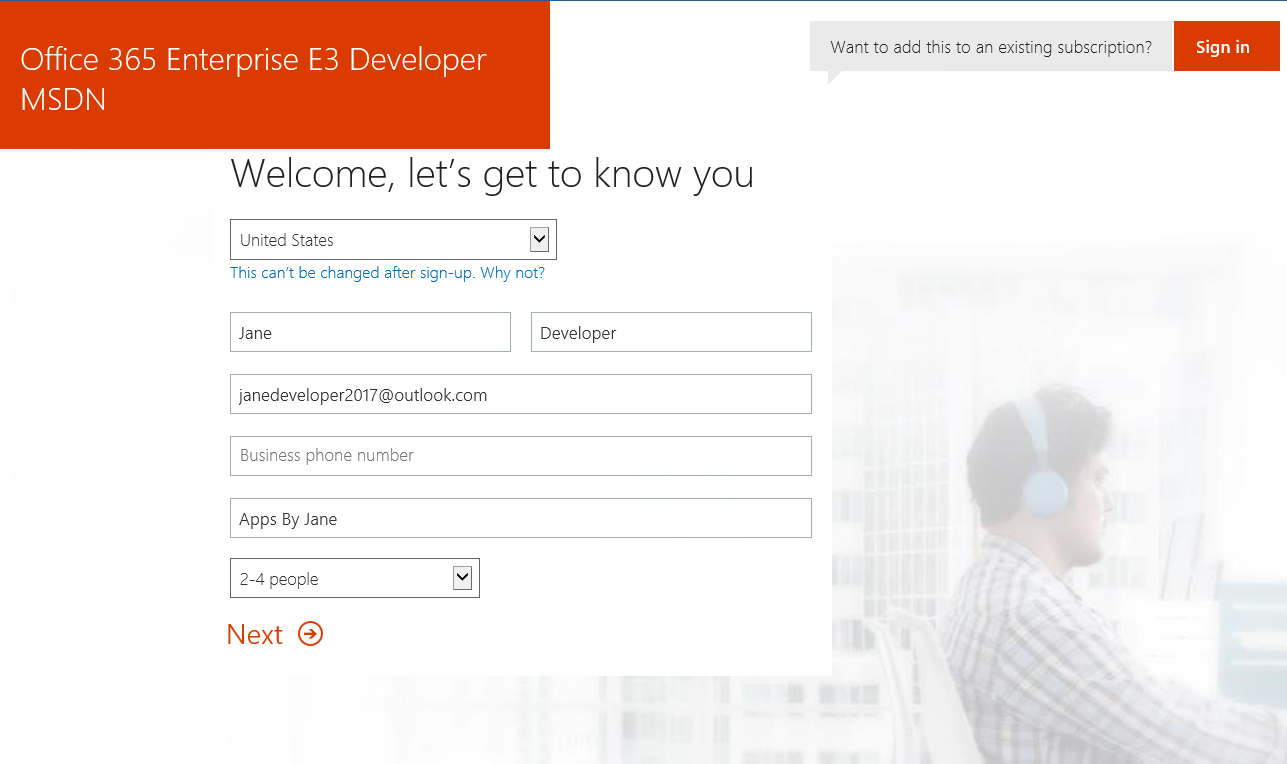 Office 365 Enterprise E3 Developer
MSDN
Want to add this to an existing subscription?
Sign in
Welcome, let's get to know you
United States
This can't be changed after sign-up. Why not?
Jane
Developer
janedeveloper2017@outlook.com
Business phone number
Apps By Jane
2-4 people
Next